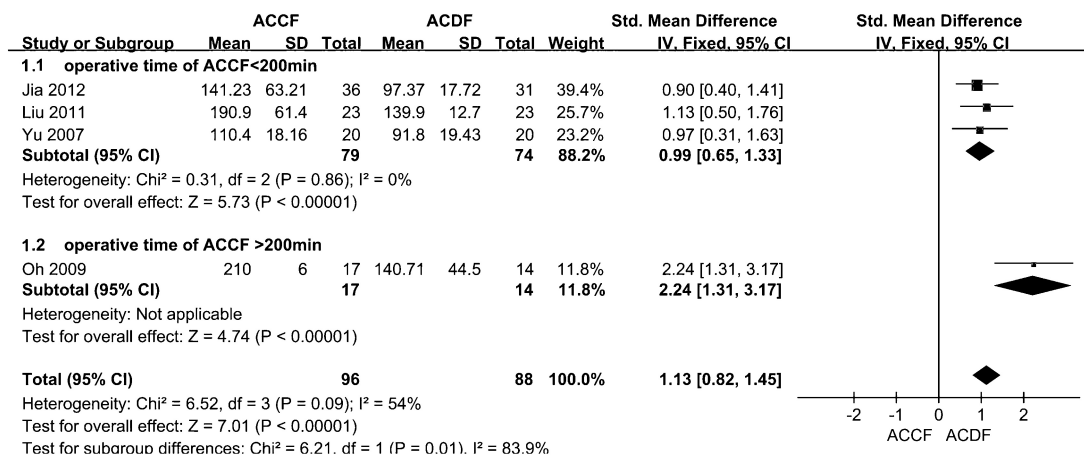 ACCF ACDF Std. Mean Difference Std. Mean Difference
Study or Subgroup Mean SD Total Mean SD Total Weight IV, Fixed, 95% CI IV, Fixed, 95% CI
1.1 operative time of ACCF<200min
Jia 2012 141.23 63.21 36 97.37 17.72 31 39.4% 0.90 [0.40, 1.41]
Liu 2011 190.9 61.4 23 139.9 12.7 23 25.7% 1.13 [0.50, 1.76]
Yu 2007 110.4 18.16 20 91.8 19.43 20 23.2% 0.97 [0.31, 1.63]
Subtotal (95% CI) 79 74 88.2% 0.99 [0.65, 1.33]
Heterogeneity: Chi² = 0.31, df = 2 (P = 0.86); I² = 0%
Test for overall effect: Z = 5.73 (P < 0.00001)
1.2 operative time of ACCF >200min
Oh 2009 210 6 17 140.71 44.5 14 11.8% 2.24 [1.31, 3.17]
Subtotal (95% CI) 17 14 11.8% 2.24 [1.31, 3.17]
Heterogeneity: Not applicable
Test for overall effect: Z = 4.74 (P < 0.00001)
Total (95% CI) 96 88 100.0% 1.13 [0.82, 1.45]
Heterogeneity: Chi² = 6.52, df = 3 (P = 0.09); I² = 54%
Test for overall effect: Z = 7.01 (P < 0.00001)
Test for subgroup differences: Chi² = 6.21, df = 1 (P = 0.01), I² = 83.9%
-2 -1 0 1 2
ACCF ACDF